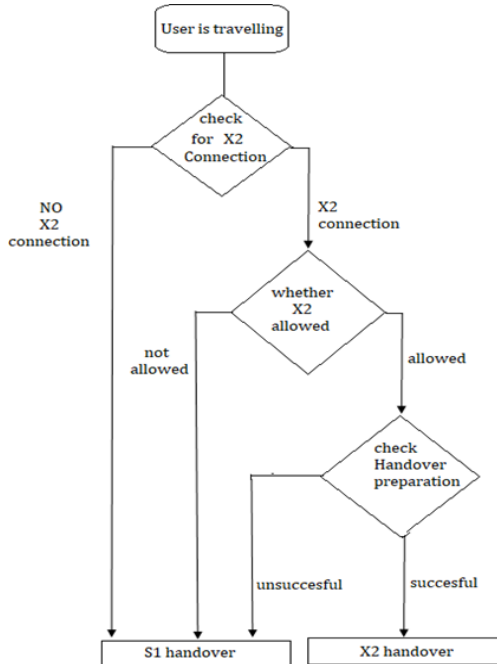 User is travelling
check
for X2
Connection
NO
X2
connection
X2
connection
whether
X2
allowed
not
allowed
allowed
check
Handover
preparation
unsuccesful
succesful
S1 handover
X2 handover